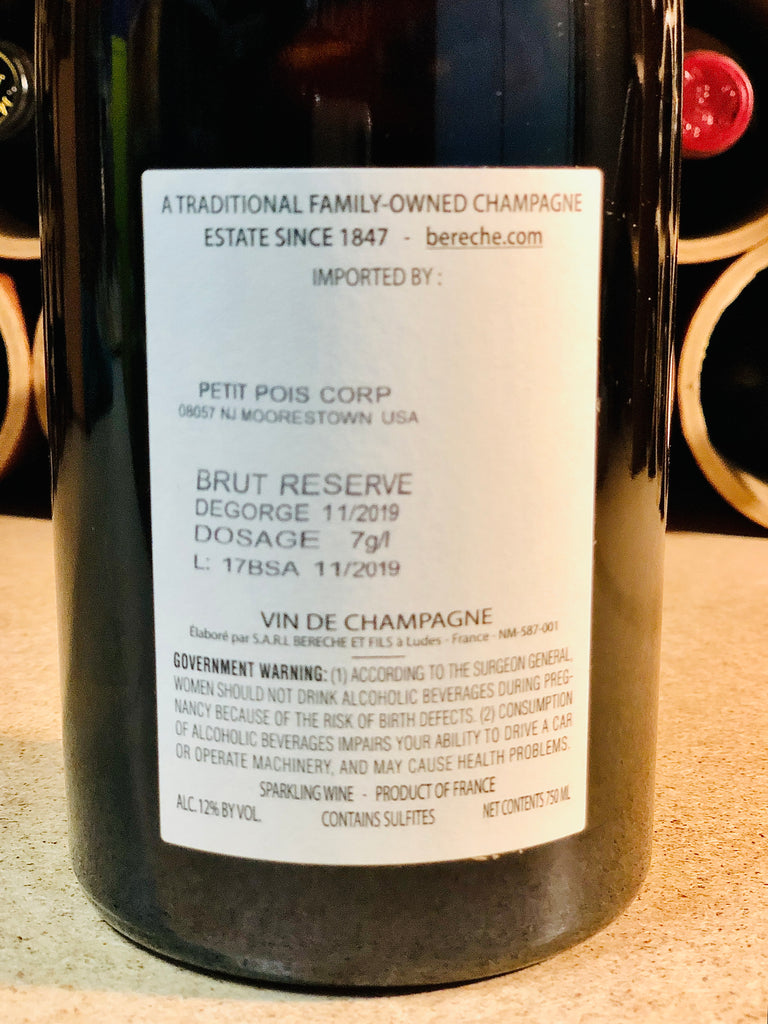 A TRADITIONAL FAMILY-OWNED CHAMPAGNE
ESTATE SINCE 1847 - bereche.com
IMPORTED BY :
PETIT POIS CORP
08057 NJ MOORESTOWN USA
BRUT RESERVE
DEGORGE 11/2019
DOSAGE 7g/l
L: 17BSA 11/2019
VIN DE CHAMPAGNE
Élaboré par S.A.R.L BERECHE ET FILS à Ludes - France - NM-587-001
GOVERNMENT WARNING: (1) ACCORDING TO THE SURGEON GENERAL,
WOMEN SHOULD NOT DRINK ALCOHOLIC BEVERAGES DURING PREG-
NANCY BECAUSE OF THE RISK OF BIRTH DEFECTS. (2) CONSUMPTION
OF ALCOHOLIC BEVERAGES IMPAIRS YOUR ABILITY TO DRIVE A CAR
OR OPERATE MACHINERY, AND MAY CAUSE HEALTH PROBLEMS.
SPARKLING WINE - PRODUCT OF FRANCE
ALC. 12% BY VOL. CONTAINS SULFITES NET CONTENTS 750 ML